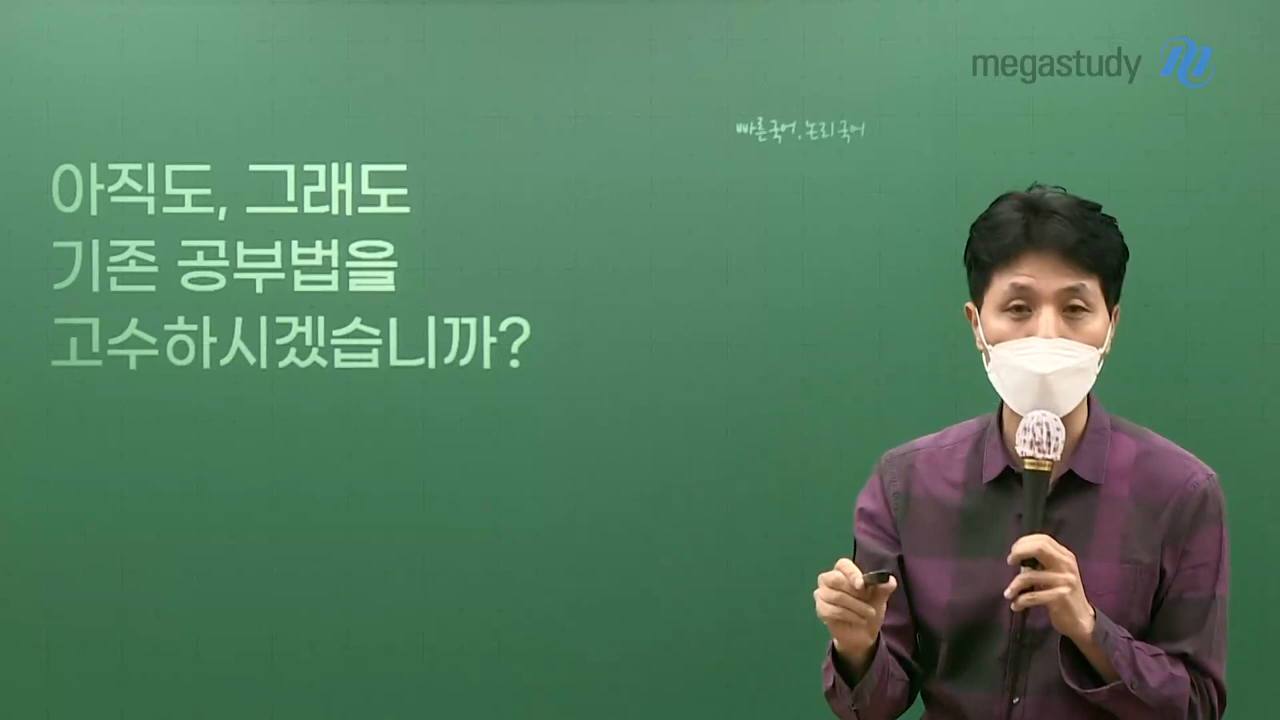 megastudy
빠른국어, 논리국어
아직도, 그래도
기존 공부법을
고수하시겠습니까?